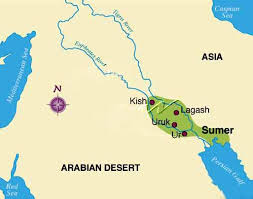 Caspian
Sea
Tigris River
Euphrates River
Mediterranean Sea
ASIA
Kish
Lagash
N
Uruk
Ur
Sumer
ARABIAN DESERT
Persian Gulf
Red
Sea